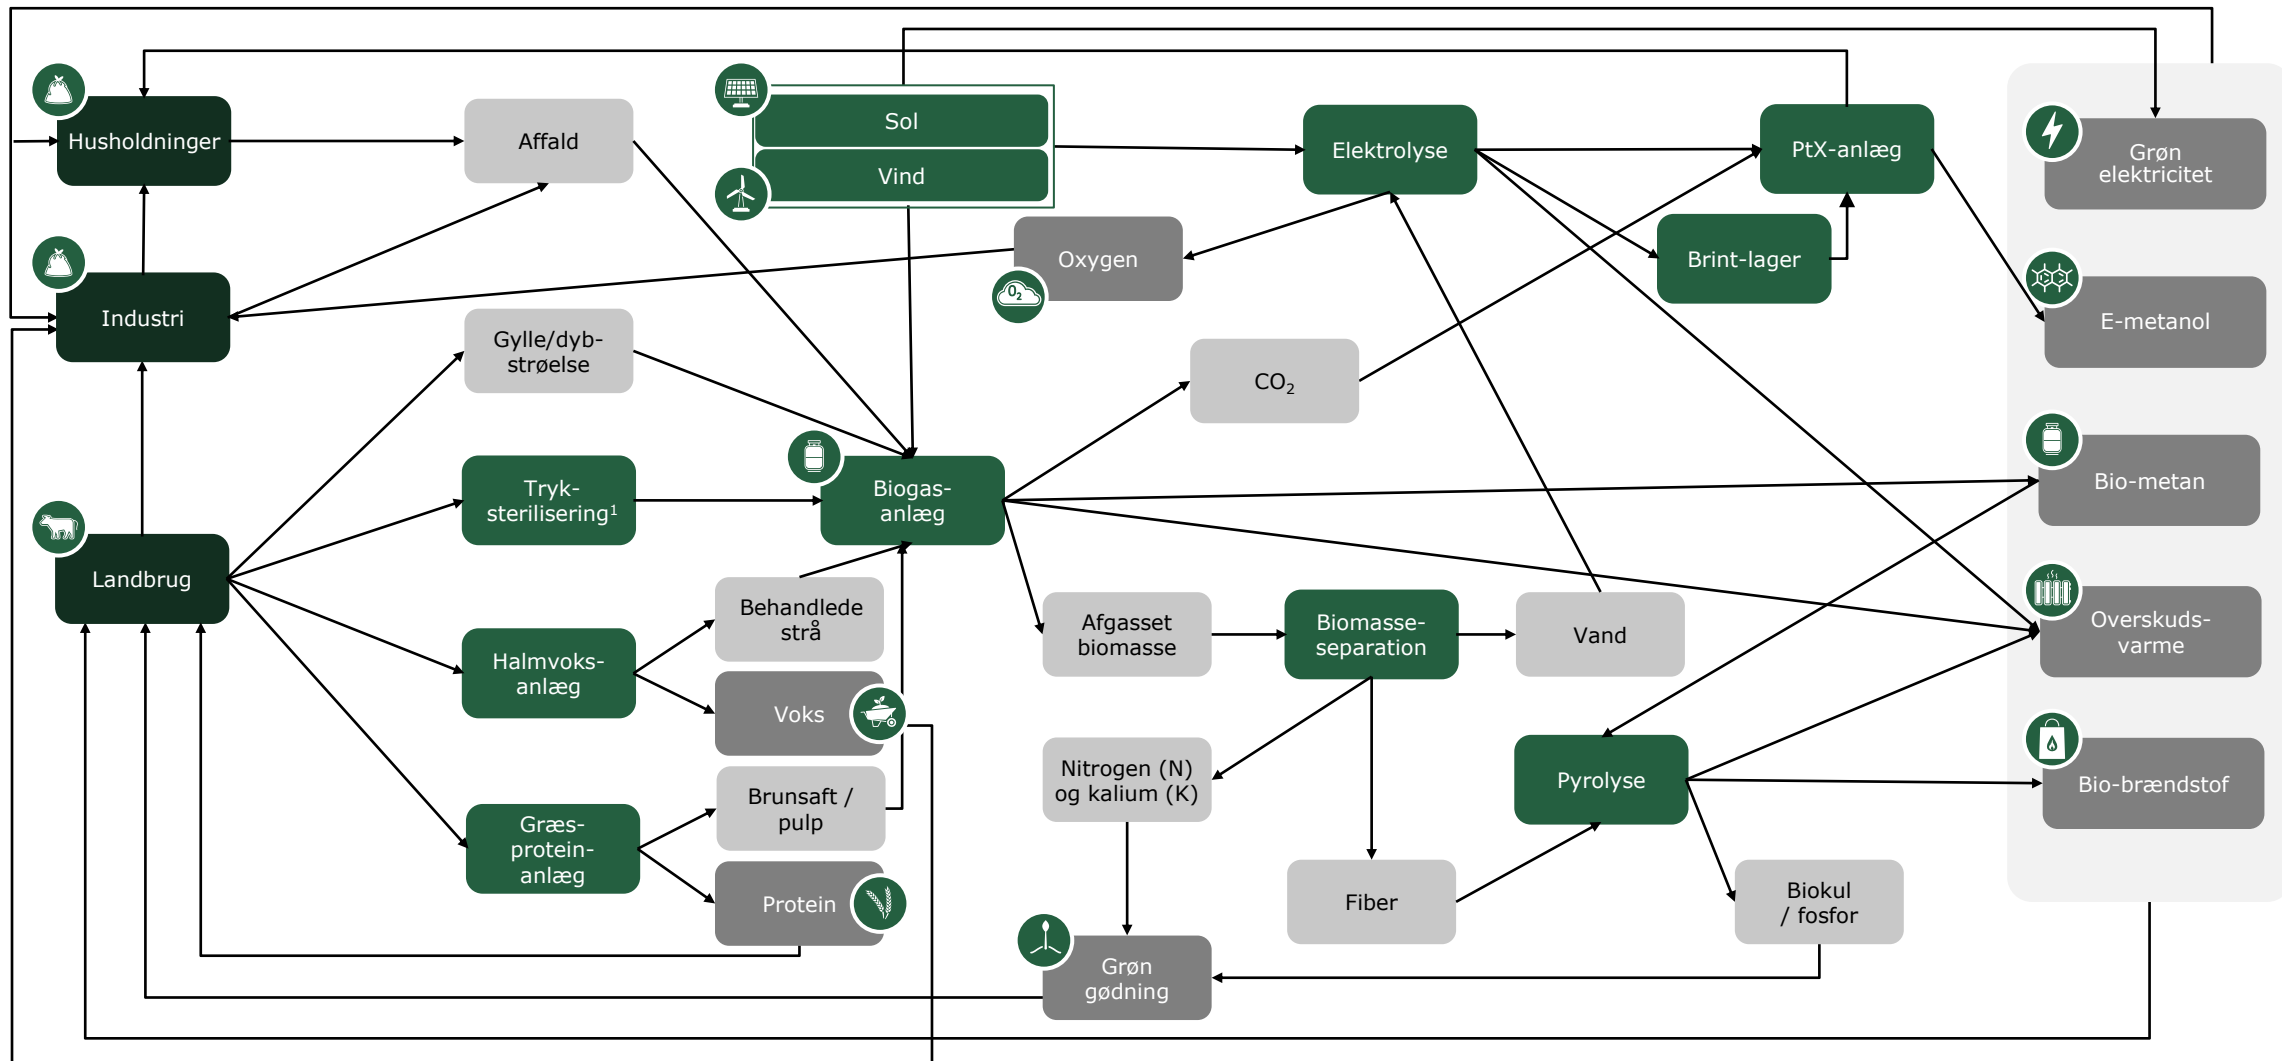 Husholdninger
Affald
Sol
Vind
Elektrolyse
PtX-anlæg
Grøn
elektricitet
Industri
Oxygen
O2
Brint-lager
E-metanol
Gylle/dyb-
strøelse
CO2
Tryk-
sterilisering1
Biogas-
anlæg
Bio-metan
Landbrug
Behandlede
strå
Afgasset
biomasse
Biomasse-
separation
Vand
Overskuds-
varme
Halmvoks-
anlæg
Voks
Nitrogen (N)
og kalium (K)
Pyrolyse
Bio-brændstof
Græs-
protein-
anlæg
Brunsaft /
pulp
Protein
Fiber
Biokul
/ fosfor
Grøn
gødning